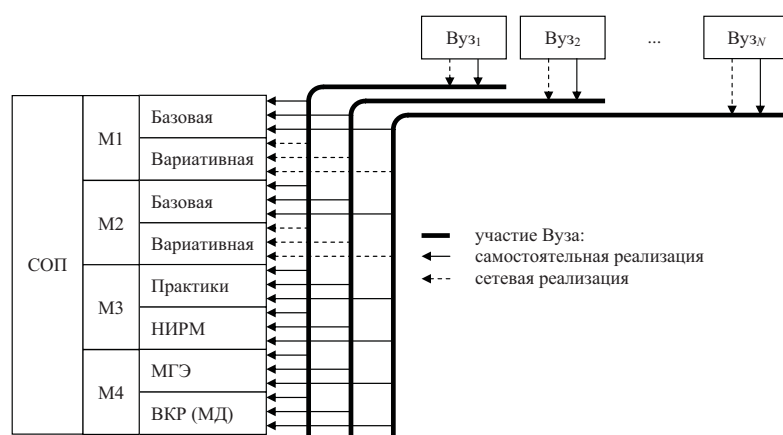 Вуз1
Вуз2
...
ВузN
СОП
М1
Базовая
Вариативная
М2
Базовая
Вариативная
М3
Практики
НИРМ
М4
МГЭ
ВКР (МД)
участие Вуза:
самостоятельная реализация
сетевая реализация